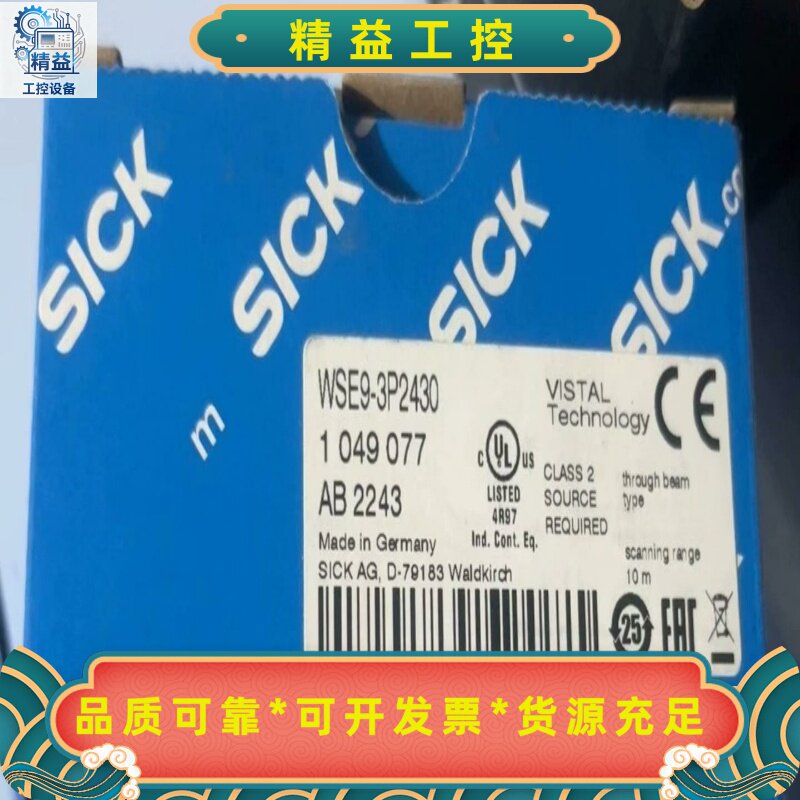 精益
工控设备
精益工控
SICK
SICK
SICK
SICK.co
m
WSE9-3P2430
1 049 077
AB 2243
Made in Germany
SICK AG, D-79183 Waldkirch
C UL US
LISTED
4R97
Ind. Cont. Eq.
VISTAL
Technology
CE
CLASS 2
SOURCE
REQUIRED
through beam
type
scanning range
10 m
25
EAC
品质可靠*可开发票*货源充足